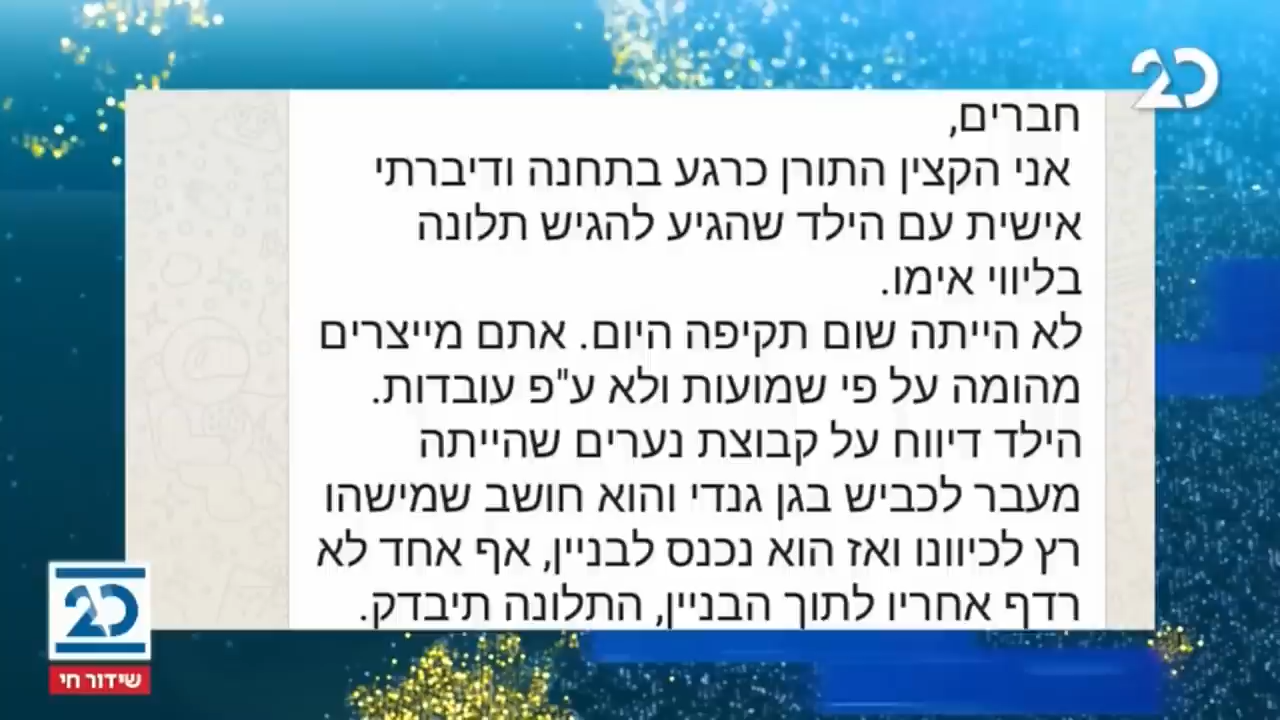 20
חברים,
אני הקצין התורן כרגע בתחנה ודיברתי
אישית עם הילד שהגיע להגיש תלונה
בליווי אימו.
לא הייתה שום תקיפה היום. אתם מייצרים
מהומה על פי שמועות ולא ע"פ עובדות.
הילד דיווח על קבוצת נערים שהייתה
מעבר לכביש בגן גנדי והוא חושב שמישהו
רץ לכיוונו ואז הוא נכנס לבניין, אף אחד לא
רדף אחריו לתוך הבניין, התלונה תיבדק.
20
שידור חי